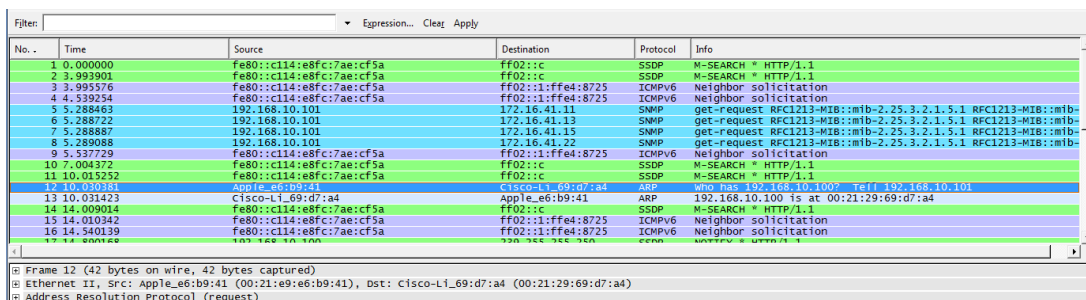 Filter: Expression... Clear Apply
No. . Time Source Destination Protocol Info
1 0.000000 fe80::c114:e8fc:7ae:cf5a ff02::c SSDP M-SEARCH * HTTP/1.1
2 3.993901 fe80::c114:e8fc:7ae:cf5a ff02::c SSDP M-SEARCH * HTTP/1.1
3 3.995576 fe80::c114:e8fc:7ae:cf5a ff02::1:ffe4:8725 ICMPv6 Neighbor solicitation
4 4.539254 fe80::c114:e8fc:7ae:cf5a ff02::1:ffe4:8725 ICMPv6 Neighbor solicitation
5 5.288463 192.168.10.101 172.16.41.11 SNMP get-request RFC1213-MIB::mib-2.25.3.2.1.5.1 RFC1213-MIB::mib-
6 5.288722 192.168.10.101 172.16.41.13 SNMP get-request RFC1213-MIB::mib-2.25.3.2.1.5.1 RFC1213-MIB::mib-
7 5.288887 192.168.10.101 172.16.41.15 SNMP get-request RFC1213-MIB::mib-2.25.3.2.1.5.1 RFC1213-MIB::mib-
8 5.289088 192.168.10.101 172.16.41.22 SNMP get-request RFC1213-MIB::mib-2.25.3.2.1.5.1 RFC1213-MIB::mib-
9 5.537729 fe80::c114:e8fc:7ae:cf5a ff02::1:ffe4:8725 ICMPv6 Neighbor solicitation
10 7.004372 fe80::c114:e8fc:7ae:cf5a ff02::c SSDP M-SEARCH * HTTP/1.1
11 10.015252 fe80::c114:e8fc:7ae:cf5a ff02::c SSDP M-SEARCH * HTTP/1.1
12 10.030381 Apple_e6:b9:41 Cisco-Li_69:d7:a4 ARP Who has 192.168.10.100? Tell 192.168.10.101
13 10.031423 Cisco-Li_69:d7:a4 Apple_e6:b9:41 ARP 192.168.10.100 is at 00:21:29:69:d7:a4
14 14.009014 fe80::c114:e8fc:7ae:cf5a ff02::c SSDP M-SEARCH * HTTP/1.1
15 14.010342 fe80::c114:e8fc:7ae:cf5a ff02::1:ffe4:8725 ICMPv6 Neighbor solicitation
16 14.540139 fe80::c114:e8fc:7ae:cf5a ff02::1:ffe4:8725 ICMPv6 Neighbor solicitation
17 14.890168 192.168.10.100 239.255.255.250 SSDP NOTIFY * HTTP/1.1
Frame 12 (42 bytes on wire, 42 bytes captured)
Ethernet II, Src: Apple_e6:b9:41 (00:21:e9:e6:b9:41), Dst: Cisco-Li_69:d7:a4 (00:21:29:69:d7:a4)
Address Resolution Protocol (request)